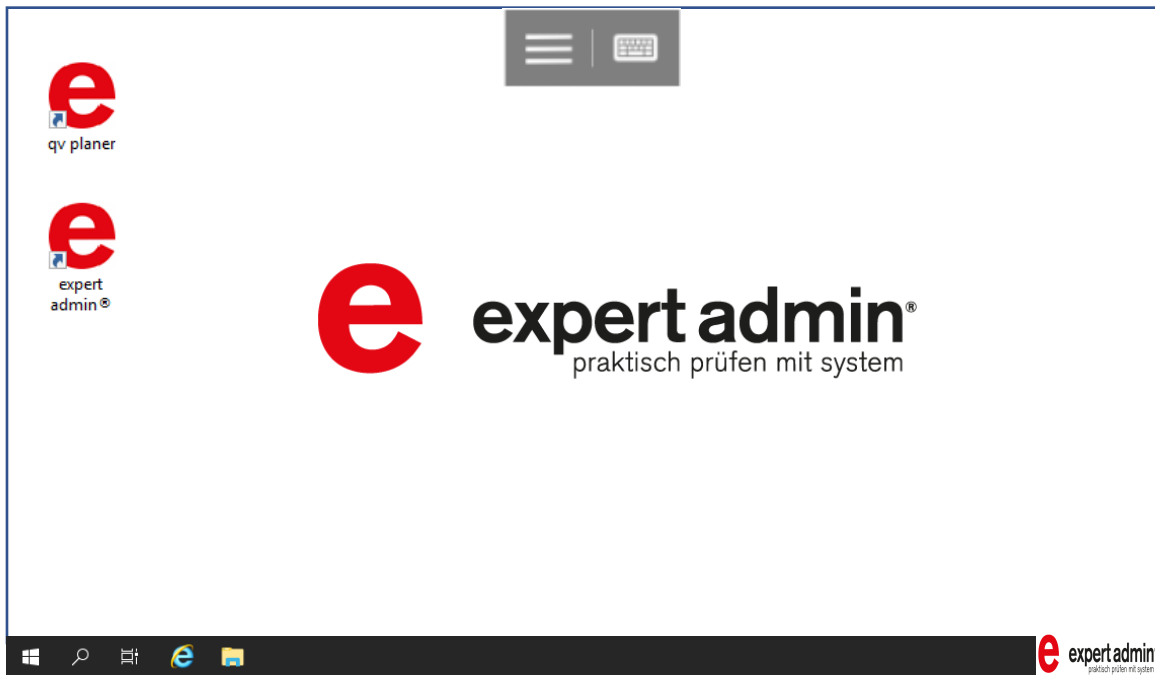 qv planer
expert
admin®
expert admin®
praktisch prüfen mit system
expert admin®
praktisch prüfen mit system